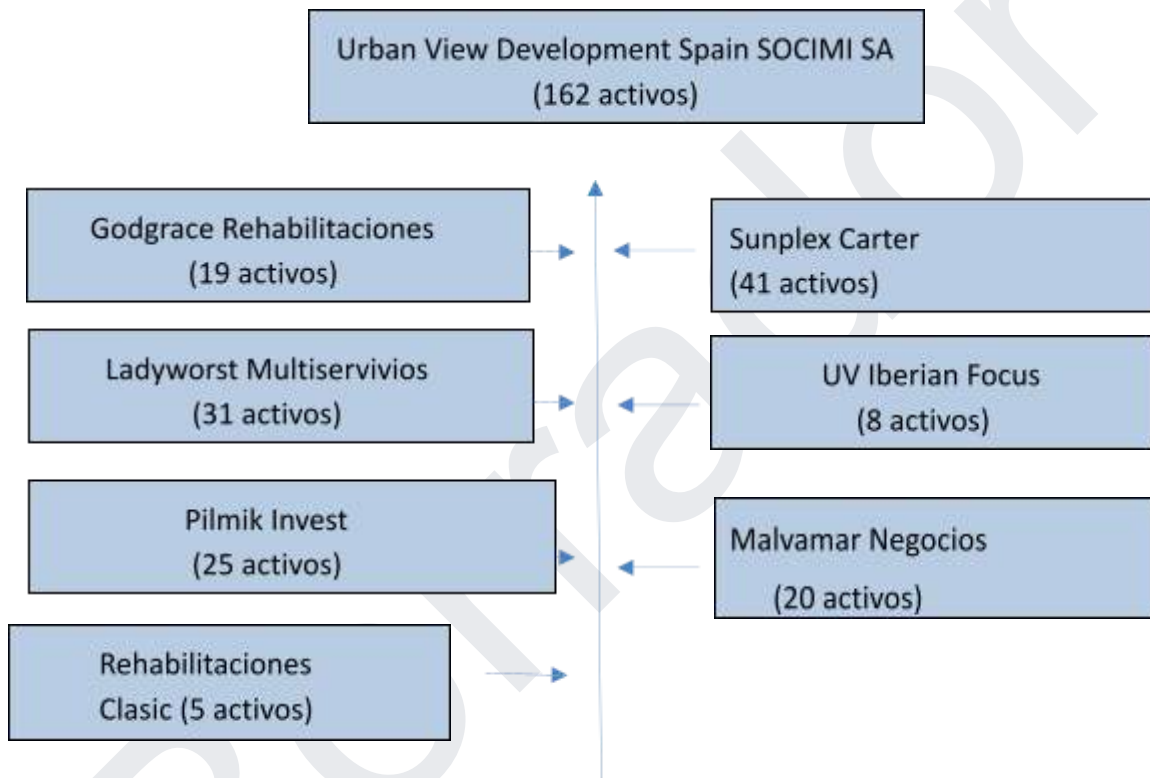 Urban View Development Spain SOCIMI SA
(162 activos)
Godgrace Rehabilitaciones
(19 activos)
Sunplex Carter
(41 activos)
Ladyworst Multiservivios
(31 activos)
UV Iberian Focus
(8 activos)
Pilmik Invest
(25 activos)
Malvamar Negocios
(20 activos)
Rehabilitaciones
Clasic (5 activos)
Borrador